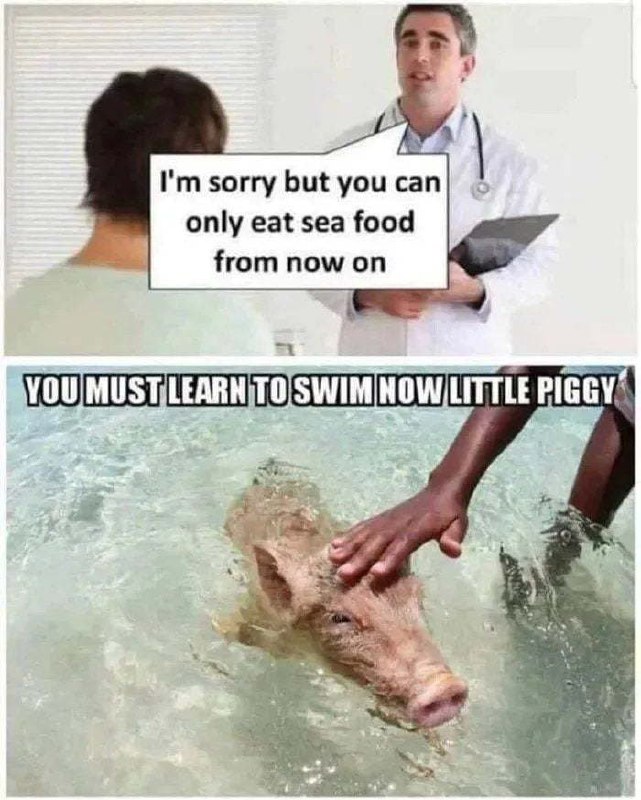 I'm sorry but you can
only eat sea food
from now on
YOU MUST LEARN TO SWIM NOW LITTLE PIGGY